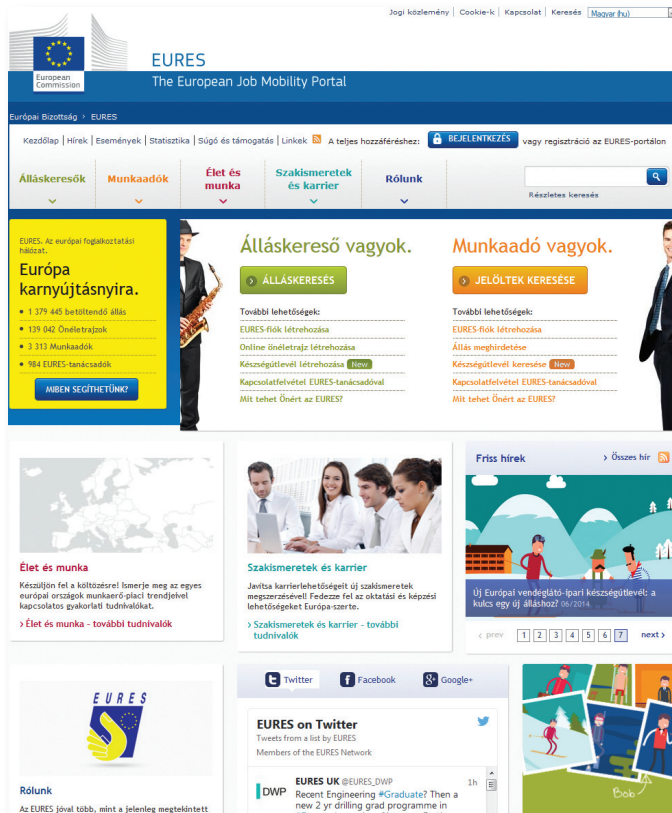 Jogi közlemény | Cookie-k | Kapcsolat | Keresés Magyar (hu)
European
Commission
EURES
The European Job Mobility Portal
Európai Bizottság > EURES
Kezdőlap | Hírek | Események | Statisztika | Súgó és támogatás | Linkek A teljes hozzáféréshez: BEJELENTKEZÉS vagy regisztráció az EURES-portálon
Álláskeresők
Munkaadók
Élet és
munka
Szakismeretek
és karrier
Rólunk
Részletes keresés
EURES. Az európai foglalkoztatási
hálózat.
Európa
karnyújtásnyira.
• 1 379 445 betöltendő állás
• 139 042 Önéletrajzok
• 3 313 Munkaadók
• 984 EURES-tanácsadók
MIBEN SEGÍTHETÜNK?
Álláskereső vagyok.
ÁLLÁSKERESÉS
További lehetőségek:
EURES-fiók létrehozása
Online önéletrajz létrehozása
Készségútlevél létrehozása New
Kapcsolatfelvétel EURES-tanácsadóval
Mit tehet Önért az EURES?
Munkaadó vagyok.
JELÖLTEK KERESÉSE
További lehetőségek:
EURES-fiók létrehozása
Állás meghirdetése
Készségútlevél keresése New
Kapcsolatfelvétel EURES-tanácsadóval
Mit tehet Önért az EURES?
Élet és munka
Készüljön fel a költözésre! Ismerje meg az egyes
európai országok munkaerő-piaci trendjeivel
kapcsolatos gyakorlati tudnivalókat.
> Élet és munka – további tudnivalók
Szakismeretek és karrier
Javítsa karrierlehetőségeit új szakismeretek
megszerzésével! Fedezze fel az oktatási és képzési
lehetőségeket Európa-szerte.
> Szakismeretek és karrier – további
tudnivalók
Friss hírek
> Összes hír
Új Európai vendéglátó-ipari készségútlevél: a
kulcs egy új álláshoz? 06/2014
< prev 1 2 3 4 5 6 7 next >
EURES
Rólunk
Az EURES jóval több, mint a jelenleg megtekintett
Twitter
Facebook
Google+
EURES on Twitter
Tweets from a list by EURES
Members of the EURES Network
DWP
EURES UK @EURES_DWP 1h
Recent Engineering #Graduate? Then a
new 2 yr drilling grad programme in
Bob